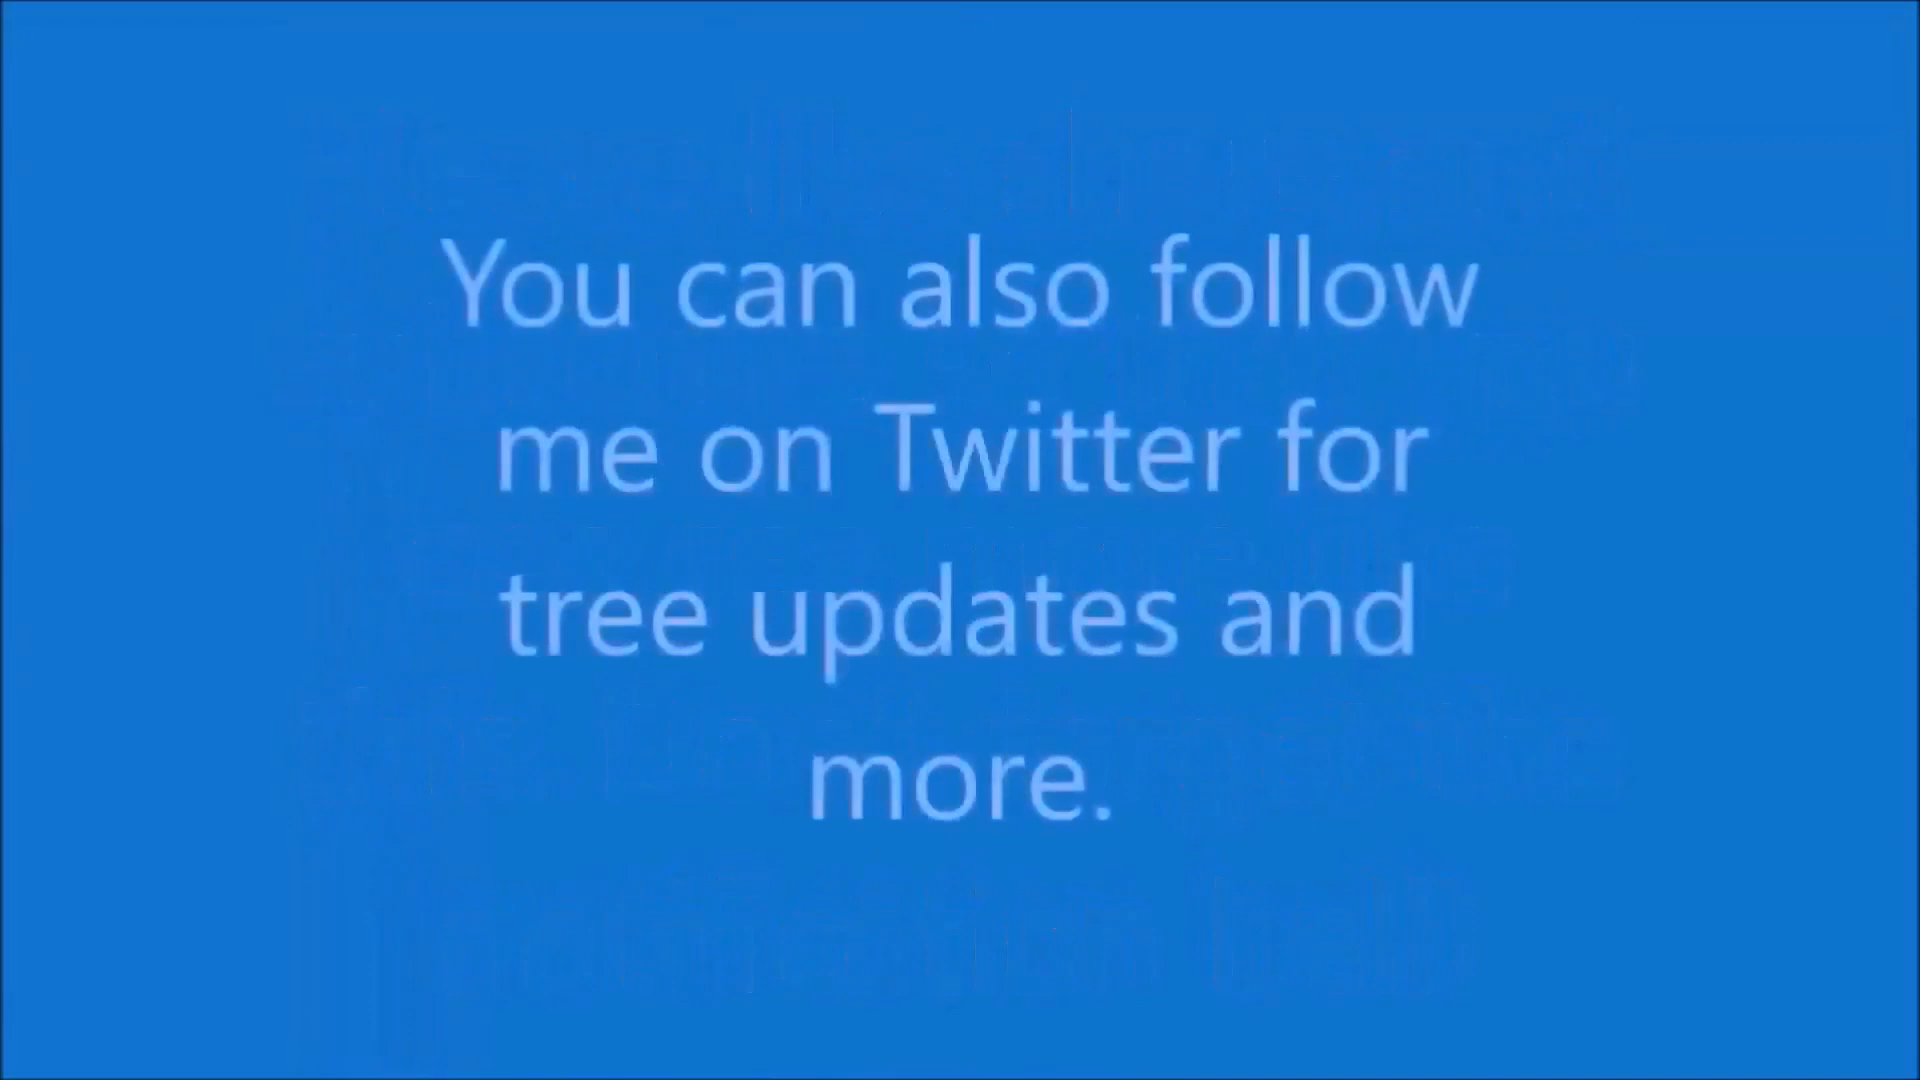 You can also follow
me on Twitter for
tree updates and
more.